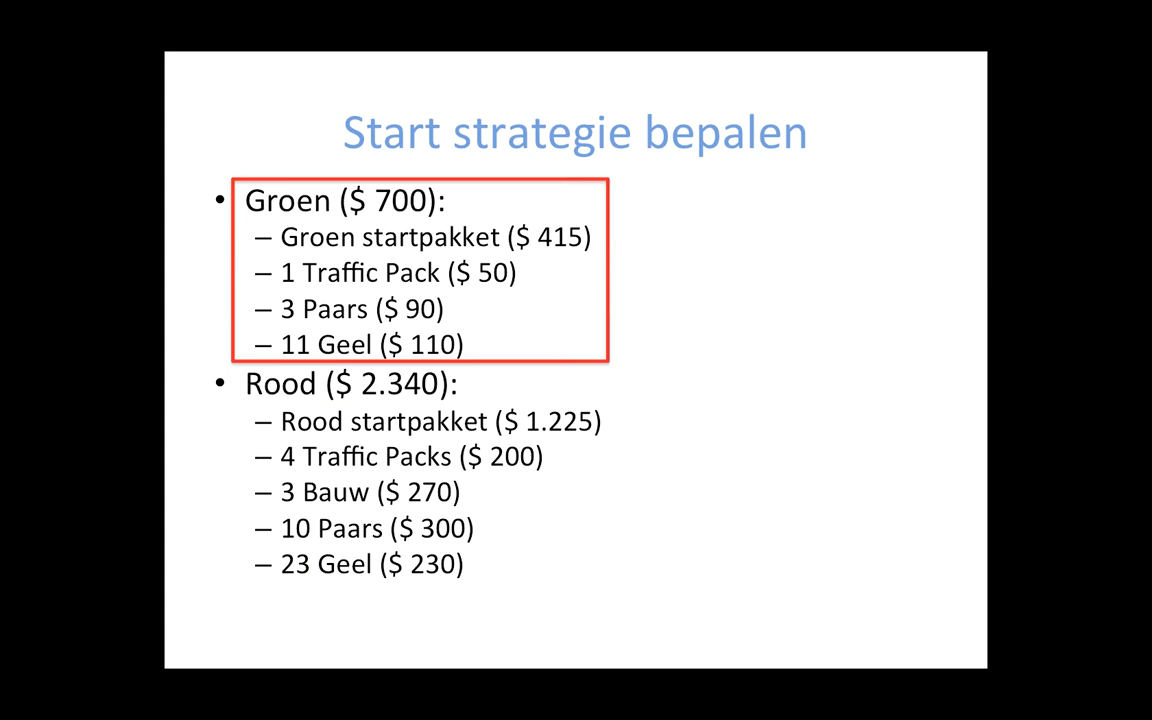 Start strategie bepalen
• Groen ($ 700):
– Groen startpakket ($ 415)
– 1 Traffic Pack ($ 50)
– 3 Paars ($ 90)
– 11 Geel ($ 110)
• Rood ($ 2.340):
– Rood startpakket ($ 1.225)
– 4 Traffic Packs ($ 200)
– 3 Bauw ($ 270)
– 10 Paars ($ 300)
– 23 Geel ($ 230)